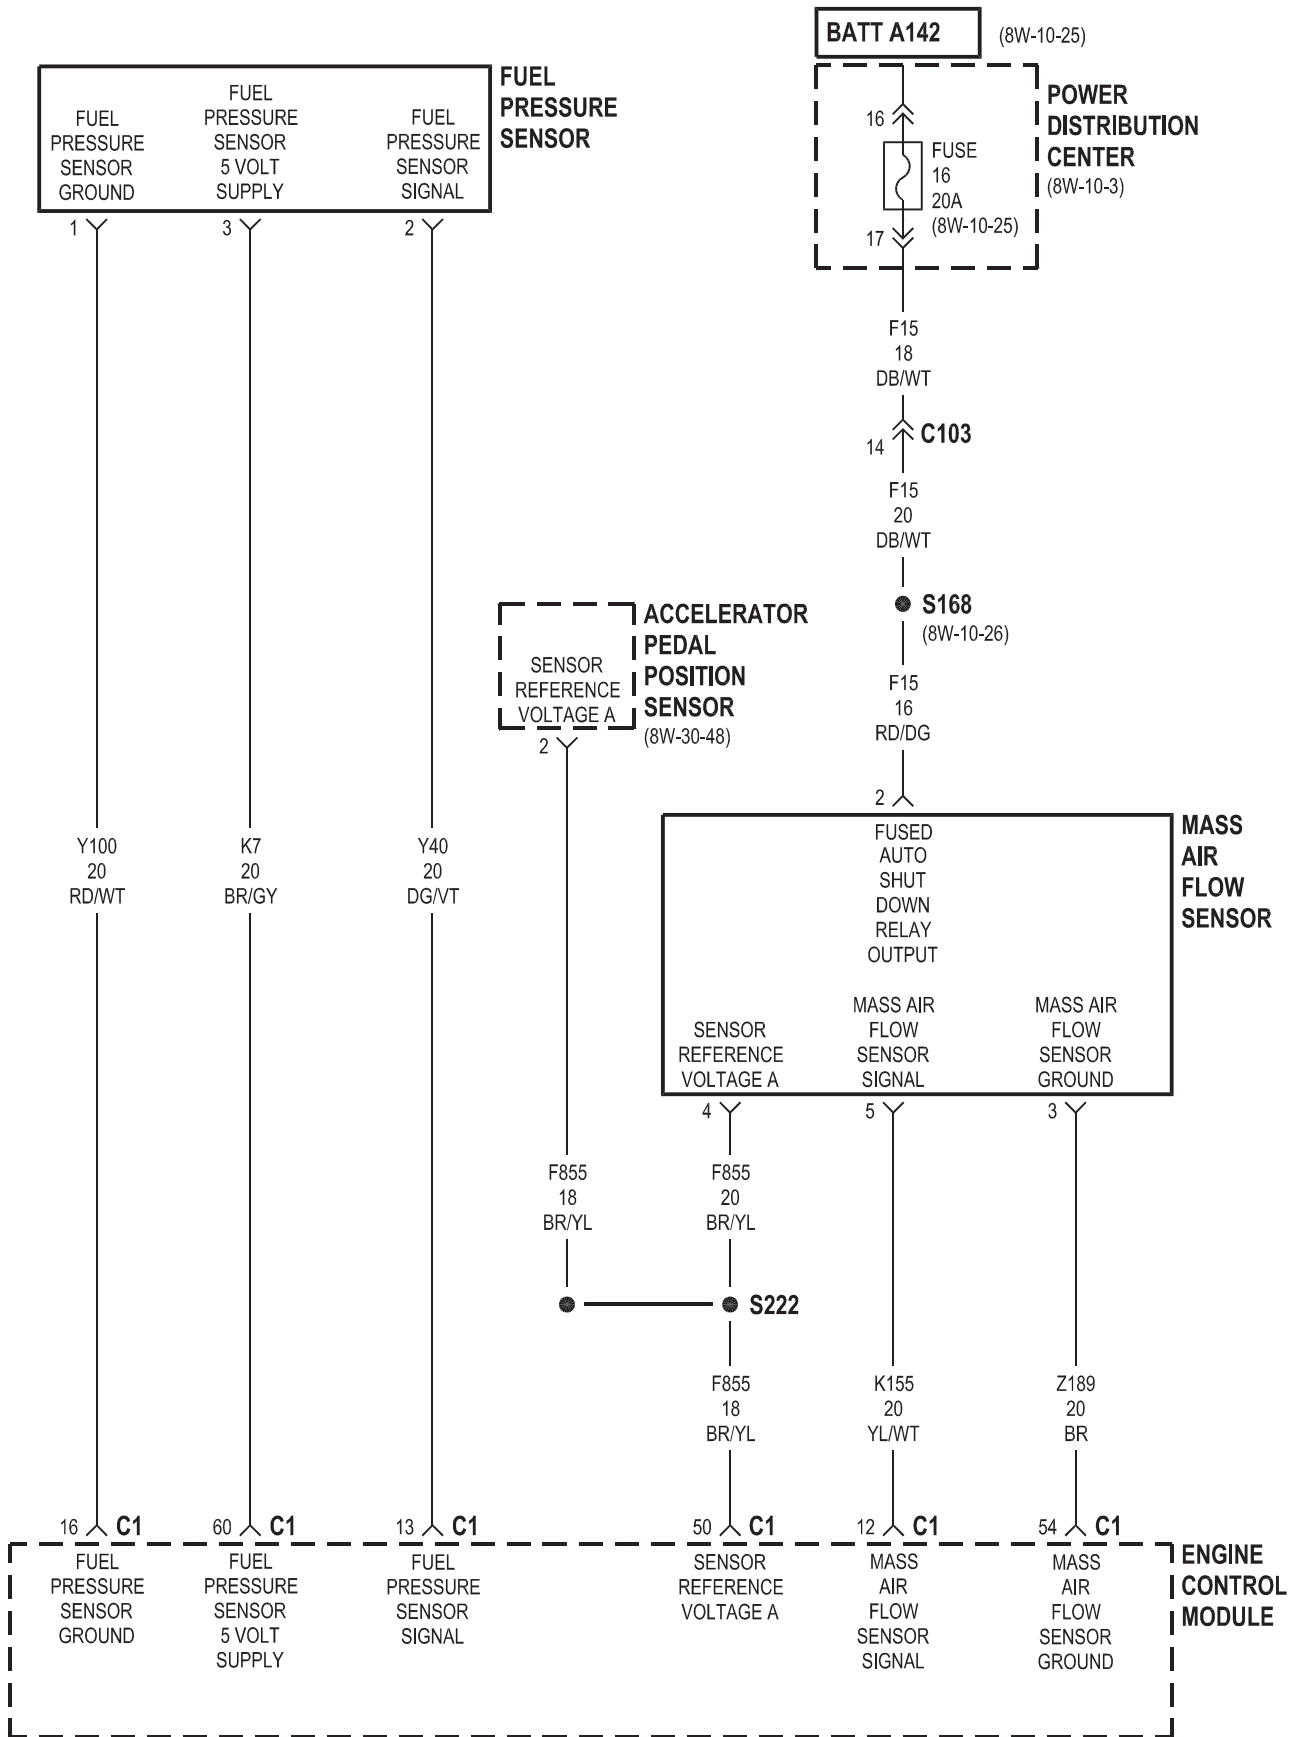 BATT A142
(8W-10-25)
FUEL
PRESSURE
SENSOR
FUEL
PRESSURE
SENSOR
GROUND
FUEL
PRESSURE
SENSOR
5 VOLT
SUPPLY
FUEL
PRESSURE
SENSOR
SIGNAL
1
3
2
16
FUSE
16
20A
(8W-10-25)
17
POWER
DISTRIBUTION
CENTER
(8W-10-3)
F15
18
DB/WT
14
C103
F15
20
DB/WT
S168
(8W-10-26)
F15
16
RD/DG
2
SENSOR
REFERENCE
VOLTAGE A
ACCELERATOR
PEDAL
POSITION
SENSOR
(8W-30-48)
2
Y100
20
RD/WT
K7
20
BR/GY
Y40
20
DG/VT
FUSED
AUTO
SHUT
DOWN
RELAY
OUTPUT
MASS
AIR
FLOW
SENSOR
SENSOR
REFERENCE
VOLTAGE A
MASS AIR
FLOW
SENSOR
SIGNAL
MASS AIR
FLOW
SENSOR
GROUND
4
5
3
F855
18
BR/YL
F855
20
BR/YL
S222
F855
18
BR/YL
K155
20
YL/WT
Z189
20
BR
16 C1
60 C1
13 C1
50 C1
12 C1
54 C1
FUEL
PRESSURE
SENSOR
GROUND
FUEL
PRESSURE
SENSOR
5 VOLT
SUPPLY
FUEL
PRESSURE
SENSOR
SIGNAL
SENSOR
REFERENCE
VOLTAGE A
MASS
AIR
FLOW
SENSOR
SIGNAL
MASS
AIR
FLOW
SENSOR
GROUND
ENGINE
CONTROL
MODULE